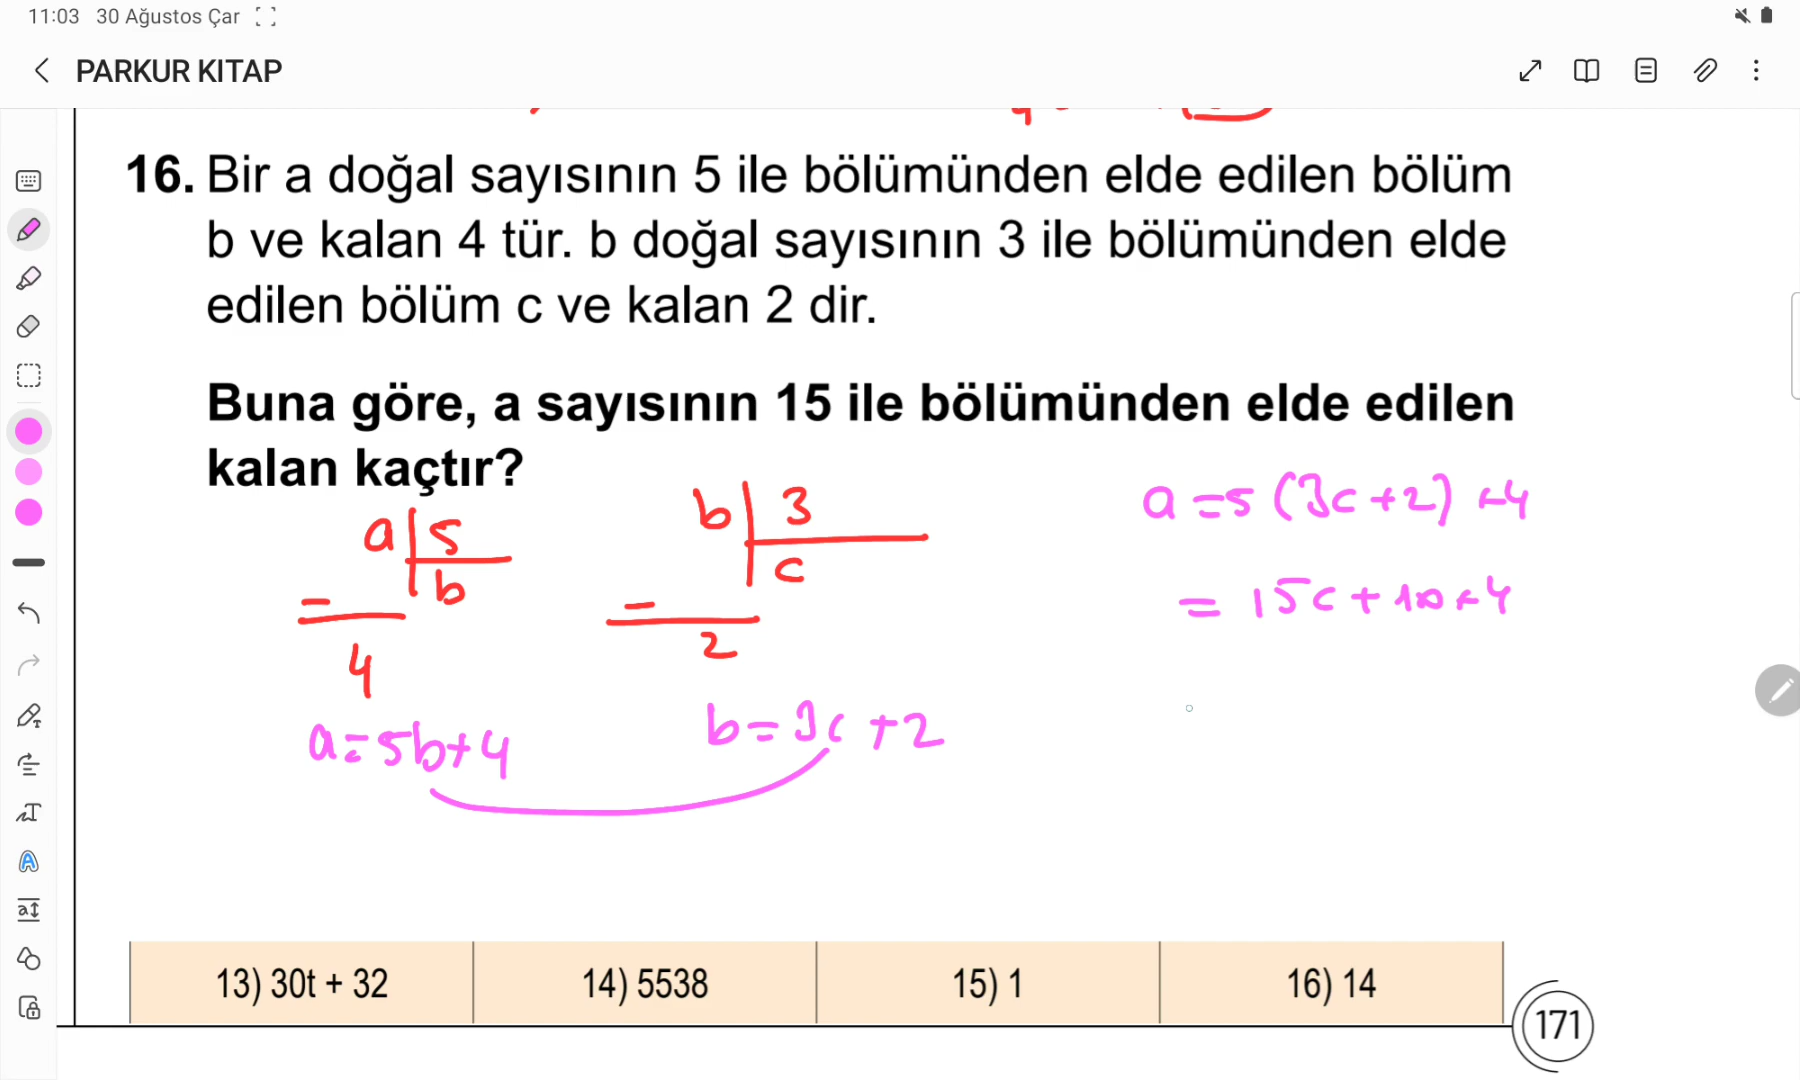 11:03 30 Ağustos Çar
PARKUR KITAP
16. Bir a doğal sayısının 5 ile bölümünden elde edilen bölüm
b ve kalan 4 tür. b doğal sayısının 3 ile bölümünden elde
edilen bölüm c ve kalan 2 dir.
Buna göre, a sayısının 15 ile bölümünden elde edilen
kalan kaçtır?
a 5
b
4
a=5b+4
b 3
c
2
b=3c+2
a=5(3c+2)+4
=15c+10+4
13) 30t + 32
14) 5538
15) 1
16) 14
171